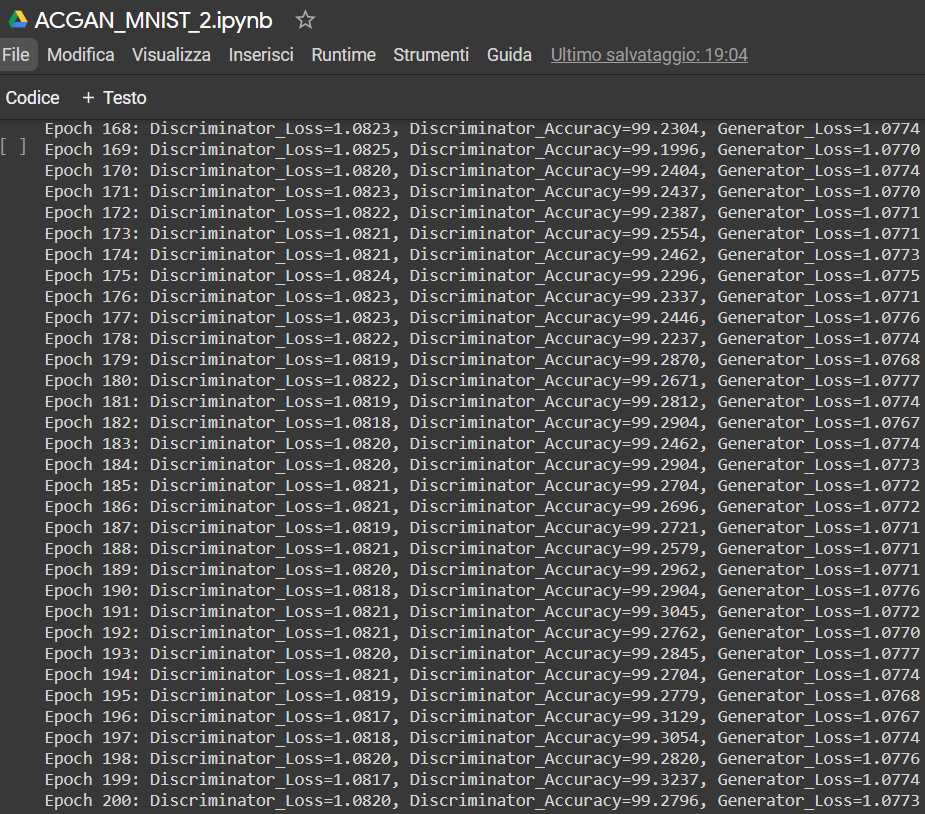 ACGAN_MNIST_2.ipynb
File Modifica Visualizza Inserisci Runtime Strumenti Guida Ultimo salvataggio: 19:04
Codice + Testo
Epoch 168: Discriminator_Loss=1.0823, Discriminator_Accuracy=99.2304, Generator_Loss=1.0774
[ ] Epoch 169: Discriminator_Loss=1.0825, Discriminator_Accuracy=99.1996, Generator_Loss=1.0770
Epoch 170: Discriminator_Loss=1.0820, Discriminator_Accuracy=99.2404, Generator_Loss=1.0774
Epoch 171: Discriminator_Loss=1.0823, Discriminator_Accuracy=99.2437, Generator_Loss=1.0770
Epoch 172: Discriminator_Loss=1.0822, Discriminator_Accuracy=99.2387, Generator_Loss=1.0771
Epoch 173: Discriminator_Loss=1.0821, Discriminator_Accuracy=99.2554, Generator_Loss=1.0771
Epoch 174: Discriminator_Loss=1.0821, Discriminator_Accuracy=99.2462, Generator_Loss=1.0773
Epoch 175: Discriminator_Loss=1.0824, Discriminator_Accuracy=99.2296, Generator_Loss=1.0775
Epoch 176: Discriminator_Loss=1.0823, Discriminator_Accuracy=99.2337, Generator_Loss=1.0771
Epoch 177: Discriminator_Loss=1.0823, Discriminator_Accuracy=99.2446, Generator_Loss=1.0776
Epoch 178: Discriminator_Loss=1.0822, Discriminator_Accuracy=99.2237, Generator_Loss=1.0774
Epoch 179: Discriminator_Loss=1.0819, Discriminator_Accuracy=99.2870, Generator_Loss=1.0768
Epoch 180: Discriminator_Loss=1.0822, Discriminator_Accuracy=99.2671, Generator_Loss=1.0777
Epoch 181: Discriminator_Loss=1.0819, Discriminator_Accuracy=99.2812, Generator_Loss=1.0774
Epoch 182: Discriminator_Loss=1.0818, Discriminator_Accuracy=99.2904, Generator_Loss=1.0767
Epoch 183: Discriminator_Loss=1.0820, Discriminator_Accuracy=99.2462, Generator_Loss=1.0774
Epoch 184: Discriminator_Loss=1.0820, Discriminator_Accuracy=99.2904, Generator_Loss=1.0773
Epoch 185: Discriminator_Loss=1.0821, Discriminator_Accuracy=99.2704, Generator_Loss=1.0772
Epoch 186: Discriminator_Loss=1.0821, Discriminator_Accuracy=99.2696, Generator_Loss=1.0772
Epoch 187: Discriminator_Loss=1.0819, Discriminator_Accuracy=99.2721, Generator_Loss=1.0771
Epoch 188: Discriminator_Loss=1.0821, Discriminator_Accuracy=99.2579, Generator_Loss=1.0771
Epoch 189: Discriminator_Loss=1.0820, Discriminator_Accuracy=99.2962, Generator_Loss=1.0771
Epoch 190: Discriminator_Loss=1.0818, Discriminator_Accuracy=99.2904, Generator_Loss=1.0776
Epoch 191: Discriminator_Loss=1.0821, Discriminator_Accuracy=99.3045, Generator_Loss=1.0772
Epoch 192: Discriminator_Loss=1.0821, Discriminator_Accuracy=99.2762, Generator_Loss=1.0770
Epoch 193: Discriminator_Loss=1.0820, Discriminator_Accuracy=99.2845, Generator_Loss=1.0777
Epoch 194: Discriminator_Loss=1.0821, Discriminator_Accuracy=99.2704, Generator_Loss=1.0774
Epoch 195: Discriminator_Loss=1.0819, Discriminator_Accuracy=99.2779, Generator_Loss=1.0768
Epoch 196: Discriminator_Loss=1.0817, Discriminator_Accuracy=99.3129, Generator_Loss=1.0767
Epoch 197: Discriminator_Loss=1.0818, Discriminator_Accuracy=99.3054, Generator_Loss=1.0774
Epoch 198: Discriminator_Loss=1.0820, Discriminator_Accuracy=99.2820, Generator_Loss=1.0776
Epoch 199: Discriminator_Loss=1.0817, Discriminator_Accuracy=99.3237, Generator_Loss=1.0774
Epoch 200: Discriminator_Loss=1.0820, Discriminator_Accuracy=99.2796, Generator_Loss=1.0773